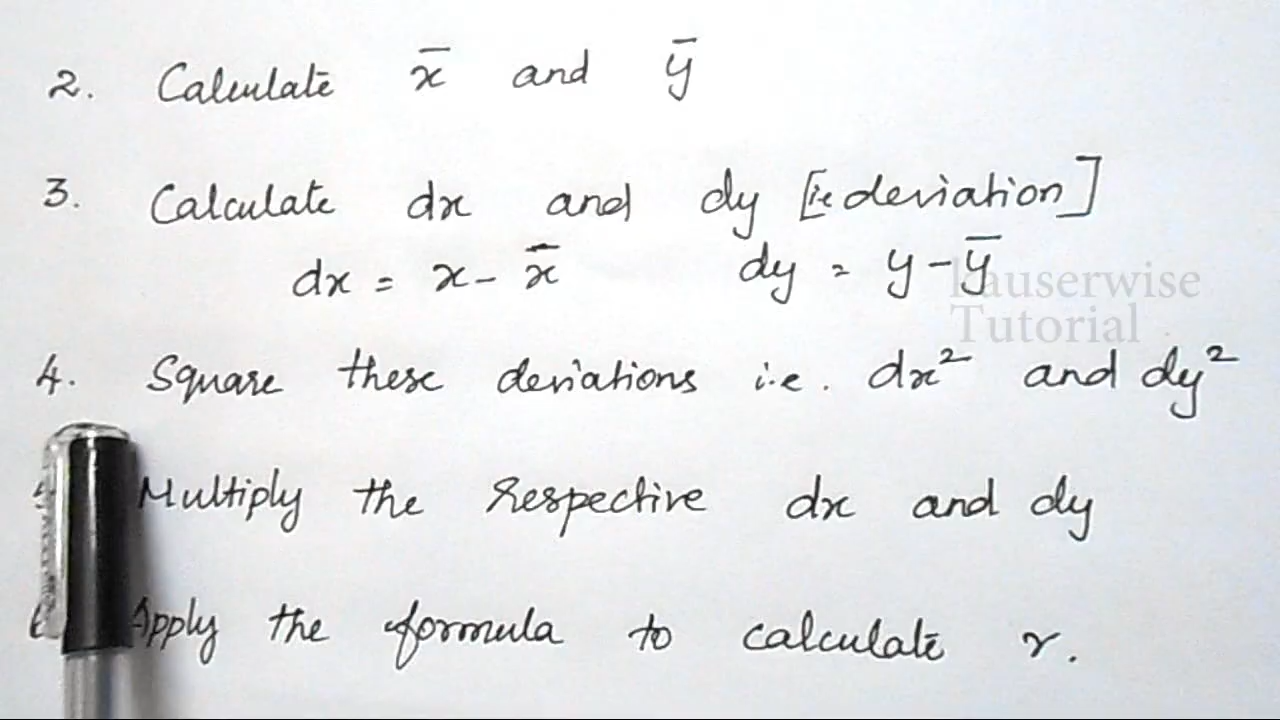 2. Calculate x̄ and ȳ
3. Calculate dx and dy [ie deviation]
dx = x - x̄ dy = y - ȳ
kauserwise
Tutorial
4. Square these deviations i.e. dx² and dy²
Multiply the respective dx and dy
Apply the formula to calculate r.